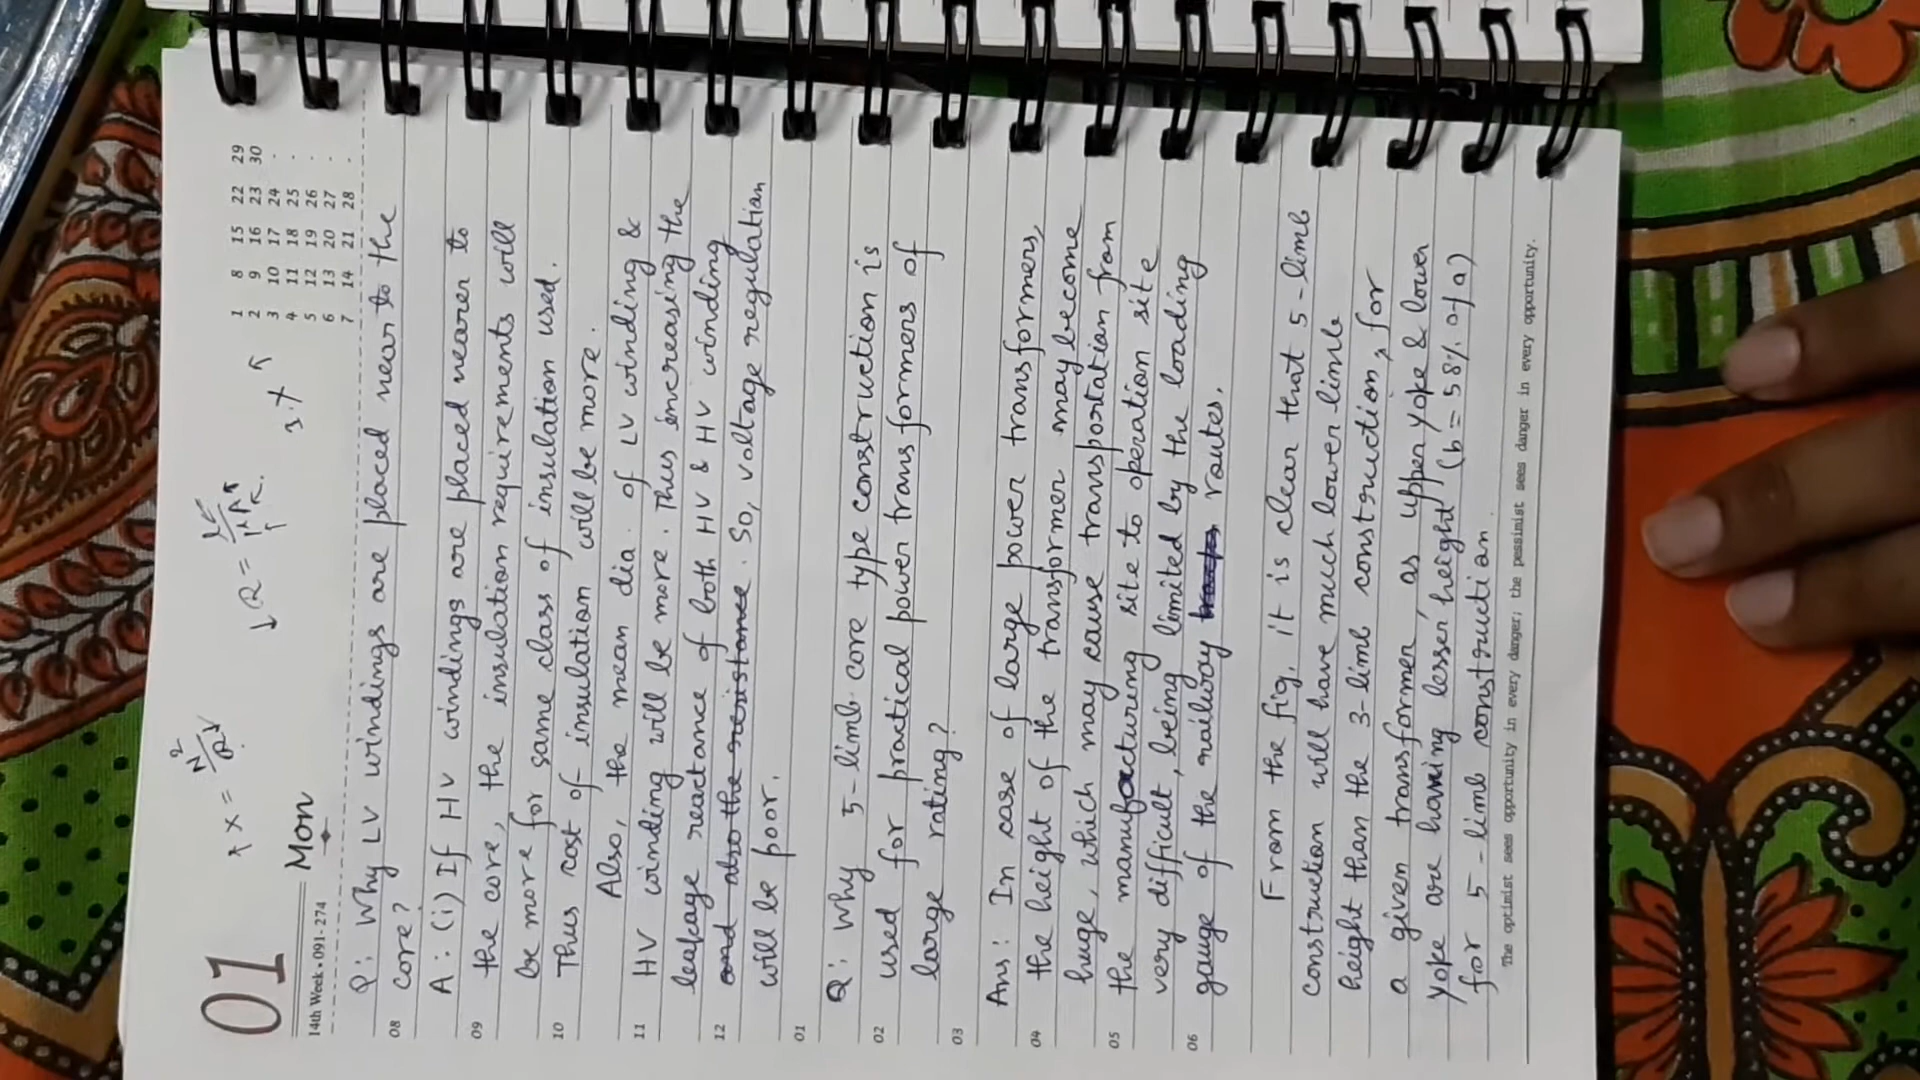 01
14th Week • 091-274
Mon
1 8 15 22 29
2 9 16 23 30
3 10 17 24 .
4 11 18 25 .
5 12 19 26 .
6 13 20 27 .
7 14 21 28 .
Q: Why LV windings are placed near to the
08 core?
A: (i) If HV windings are placed nearer to
09 the core, the insulation requirements will
be more for same class of insulation used.
10 Thus cost of insulation will be more.
Also, the mean dia. of LV winding &
11 HV winding will be more. Thus increasing the
leakage reactance of both HV & HV winding
12 and also the resistance. So, voltage regulation
will be poor.
01
Q: Why 5-limb core type construction is
02 used for practical power transformers of
large rating?
03
Ans: In case of large power transformers,
04 the height of the transformer may become
huge, which may cause transportation from
05 the manufacturing site to operation site
very difficult, being limited by the loading
06 gauge of the railway routes.
From the fig, it is clear that 5-limb
construction will have much lower limb
height than the 3-limb construction, for
a given transformer, as upper yoke & lower
yoke are having lesser height (b = 58% of a)
for 5-limb construction.
The optimist sees opportunity in every danger; the pessimist sees danger in every opportunity.